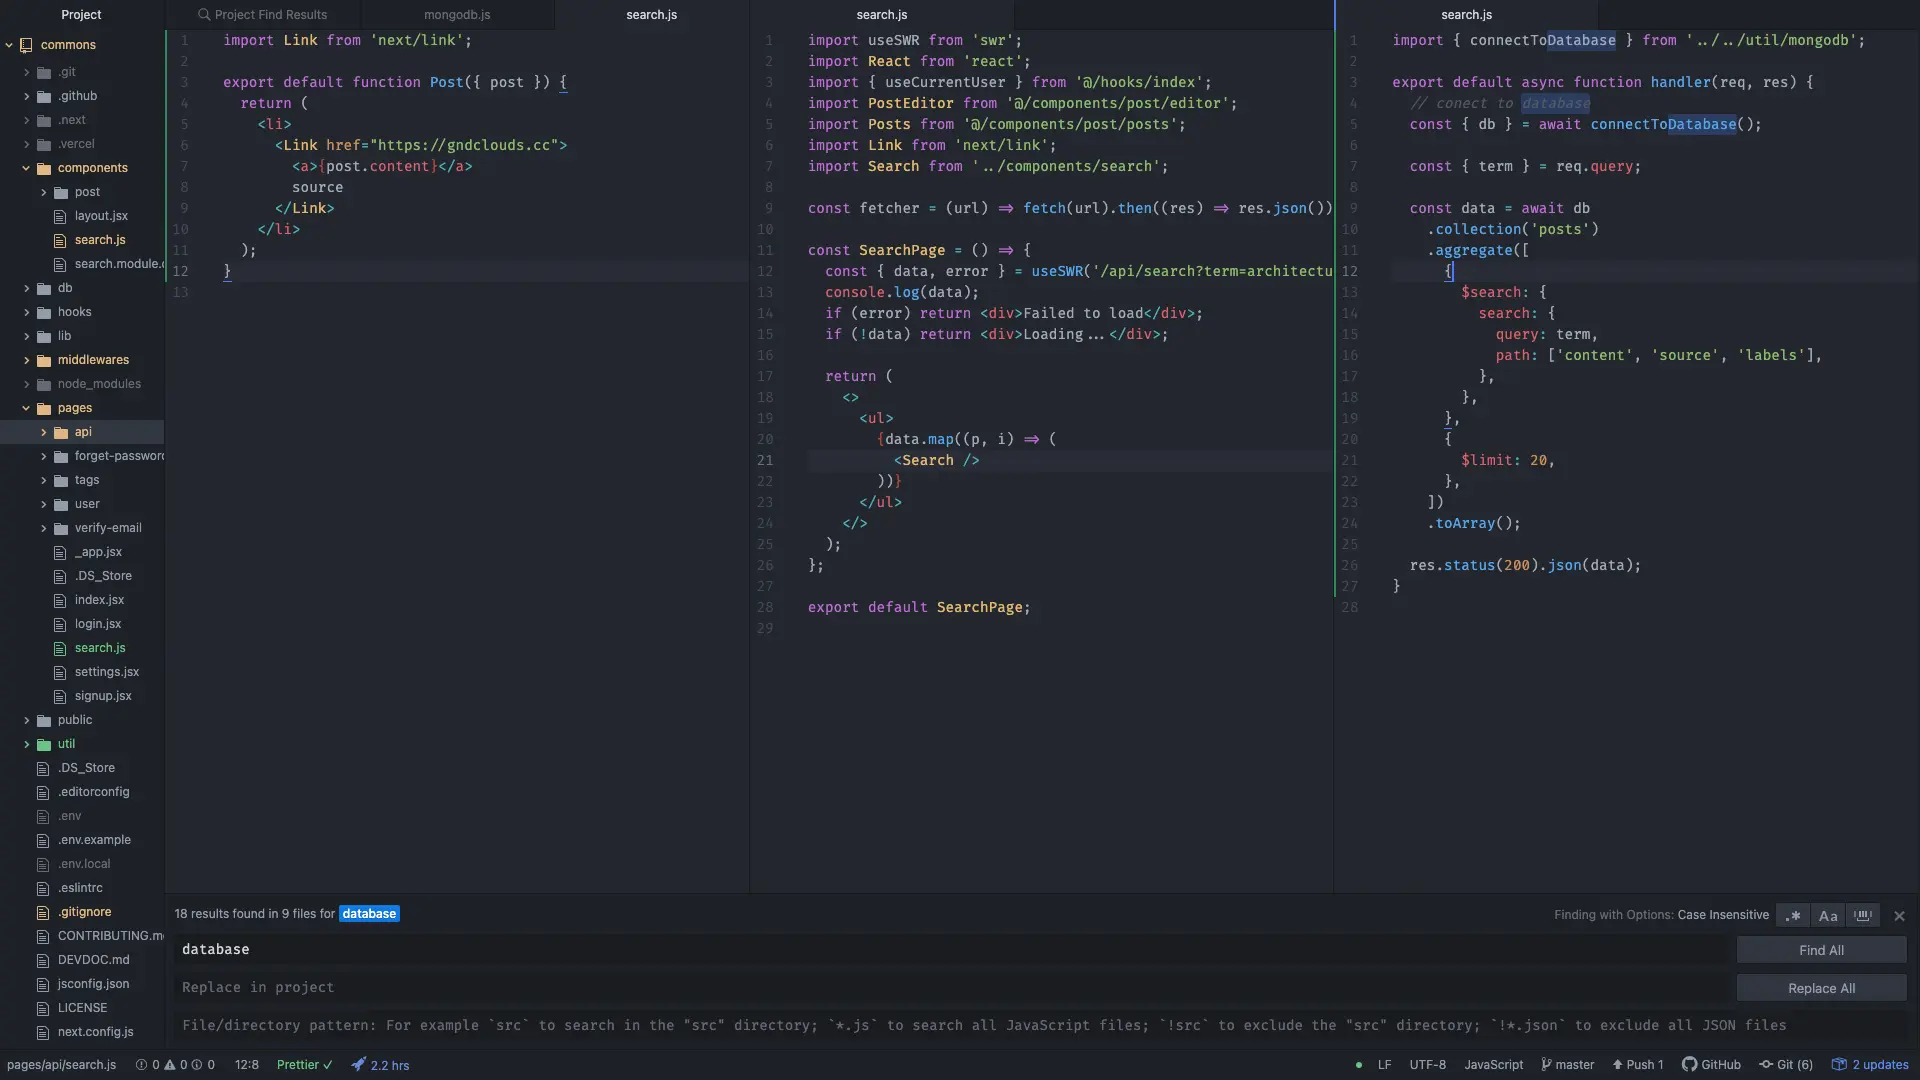 Project
commons
.git
.github
.next
.vercel
components
post
layout.jsx
search.js
search.module.c
db
hooks
lib
middlewares
node_modules
pages
api
forget-password
tags
user
verify-email
_app.jsx
.DS_Store
index.jsx
login.jsx
search.js
settings.jsx
signup.jsx
public
util
.DS_Store
.editorconfig
.env
.env.example
.env.local
.eslintrc
.gitignore
CONTRIBUTING.m
DEVDOC.md
jsconfig.json
LICENSE
next.config.js
Project Find Results
mongodb.js
search.js
1 import Link from 'next/link';
2
3 export default function Post({ post }) {
4 return (
5 <li>
6 <Link href="https://gndclouds.cc">
7 <a>{post.content}</a>
8 source
9 </Link>
10 </li>
11 );
12 }
13
search.js
1 import useSWR from 'swr';
2 import React from 'react';
3 import { useCurrentUser } from '@/hooks/index';
4 import PostEditor from '@/components/post/editor';
5 import Posts from '@/components/post/posts';
6 import Link from 'next/link';
7 import Search from '../components/search';
8
9 const fetcher = (url) => fetch(url).then((res) => res.json())
10
11 const SearchPage = () => {
12 const { data, error } = useSWR('/api/search?term=architectu
13 console.log(data);
14 if (error) return <div>Failed to load</div>;
15 if (!data) return <div>Loading...</div>;
16
17 return (
18 <>
19 <ul>
20 {data.map((p, i) => (
21 <Search />
22 ))}
23 </ul>
24 </>
25 );
26 };
27
28 export default SearchPage;
29
search.js
1 import { connectToDatabase } from '../../util/mongodb';
2
3 export default async function handler(req, res) {
4 // conect to database
5 const { db } = await connectToDatabase();
6
7 const { term } = req.query;
8
9 const data = await db
10 .collection('posts')
11 .aggregate([
12 {
13 $search: {
14 search: {
15 query: term,
16 path: ['content', 'source', 'labels'],
17 },
18 },
19 },
20 {
21 $limit: 20,
22 },
23 ])
24 .toArray();
25
26 res.status(200).json(data);
27 }
28
18 results found in 9 files for database
Finding with Options: Case Insensitive
.*
Aa
database
Find All
Replace in project
Replace All
File/directory pattern: For example `src` to search in the "src" directory; `*.js` to search all JavaScript files; `!src` to exclude the "src" directory; `!*.json` to exclude all JSON files
pages/api/search.js 0 0 0 12:8 Prettier ✓ 2.2 hrs
LF UTF-8 JavaScript master Push 1 GitHub Git (6) 2 updates